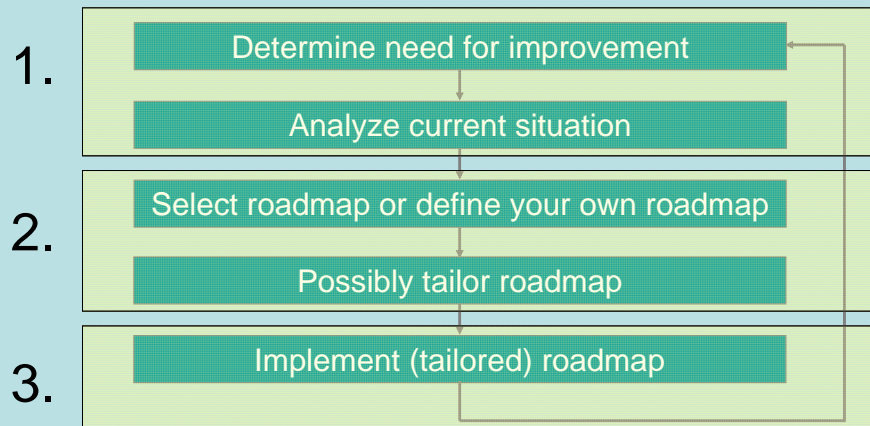 1.
Determine need for improvement
Analyze current situation
2.
Select roadmap or define your own roadmap
Possibly tailor roadmap
3.
Implement (tailored) roadmap